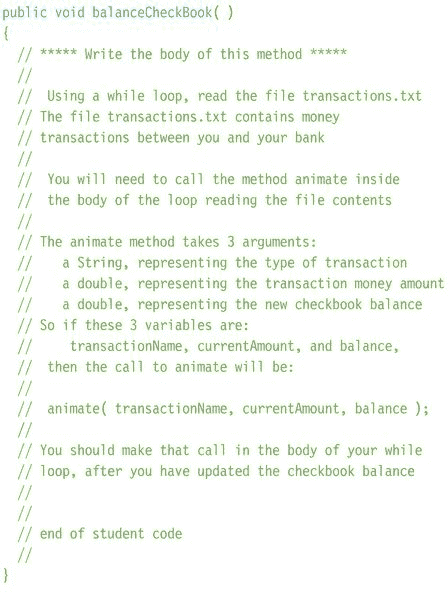 public void balanceCheckBook( )
{
// ***** Write the body of this method *****
//
// Using a while loop, read the file transactions.txt
// The file transactions.txt contains money
// transactions between you and your bank
//
// You will need to call the method animate inside
// the body of the loop reading the file contents
//
// The animate method takes 3 arguments:
// a String, representing the type of transaction
// a double, representing the transaction money amount
// a double, representing the new checkbook balance
// So if these 3 variables are:
// transactionName, currentAmount, and balance,
// then the call to animate will be:
//
// animate( transactionName, currentAmount, balance );
//
// You should make that call in the body of your while
// loop, after you have updated the checkbook balance
//
//
// end of student code
//
}